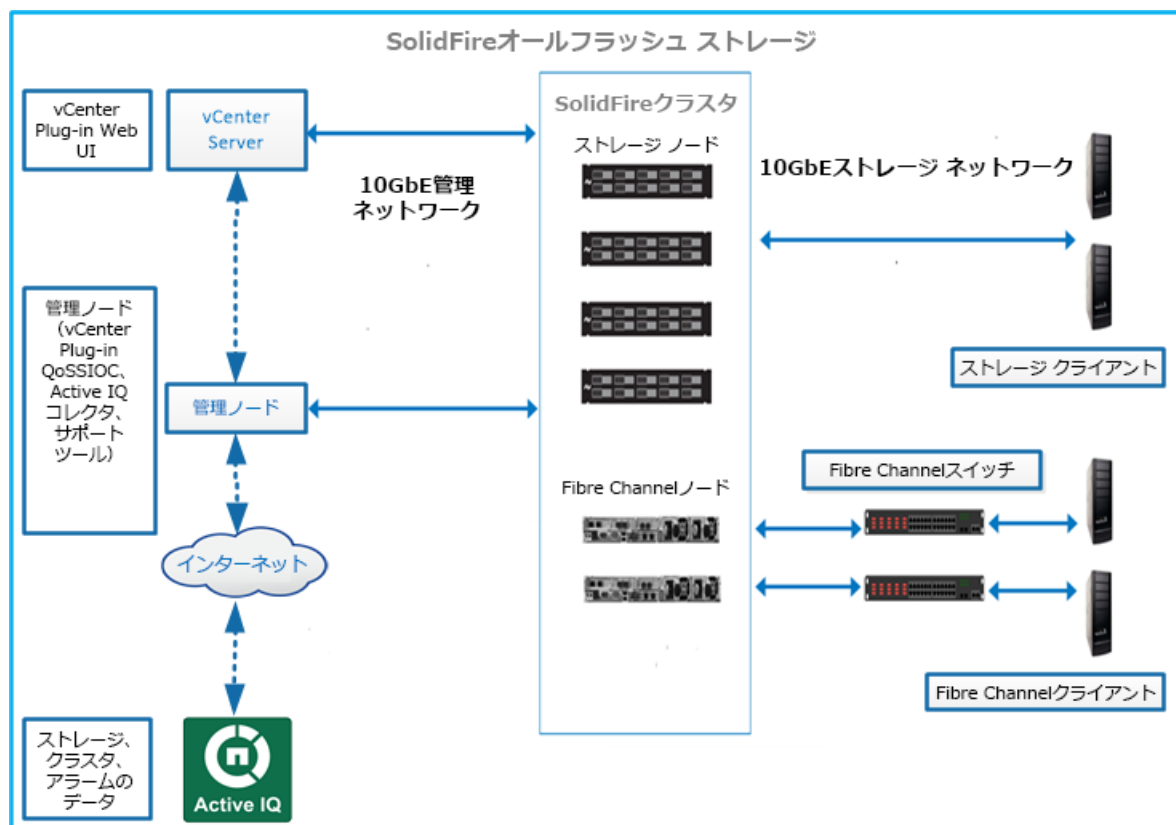 SolidFireオールフラッシュ ストレージ
vCenter
Plug-in Web
UI
vCenter
Server
10GbE管理
ネットワーク
SolidFireクラスタ
ストレージ ノード
10GbEストレージ ネットワーク
ストレージ クライアント
管理ノード
（vCenter
Plug-in
QoSSIOC、
Active IQ
コレクタ、
サポート
ツール）
管理ノード
Fibre Channelノード
Fibre Channelスイッチ
Fibre Channelクライアント
インターネット
ストレージ、
クラスタ、
アラームの
データ
n
Active IQ